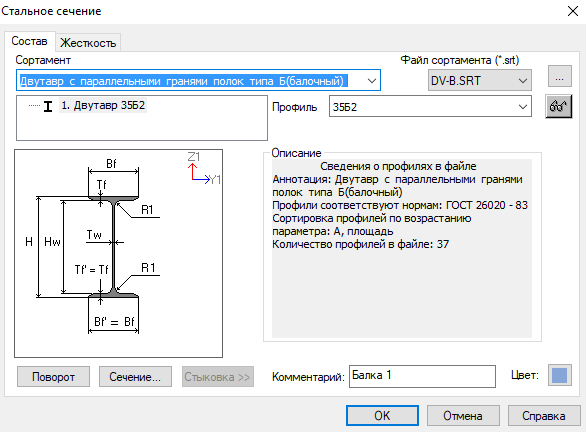 Стальное сечение
Состав
Жесткость
Сортамент
Файл сортамента (*.srt)
Двутавр с параллельными гранями полок типа Б(балочный)
DV-B.SRT
...
1. Двутавр 35Б2
Профиль
35Б2
Bf
Tf
R1
Z1
Y1
H
Hw
Tw
Tf' = Tf
R1
Bf' = Bf
Описание
Сведения о профилях в файле
Аннотация: Двутавр с параллельными гранями
полок типа Б(балочный)
Профили соответствуют нормам: ГОСТ 26020 - 83
Сортировка профилей по возрастанию
параметра: A, площадь
Количество профилей в файле: 37
Поворот
Сечение...
Стыковка >>
Комментарий:
Балка 1
Цвет:
OK
Отмена
Справка